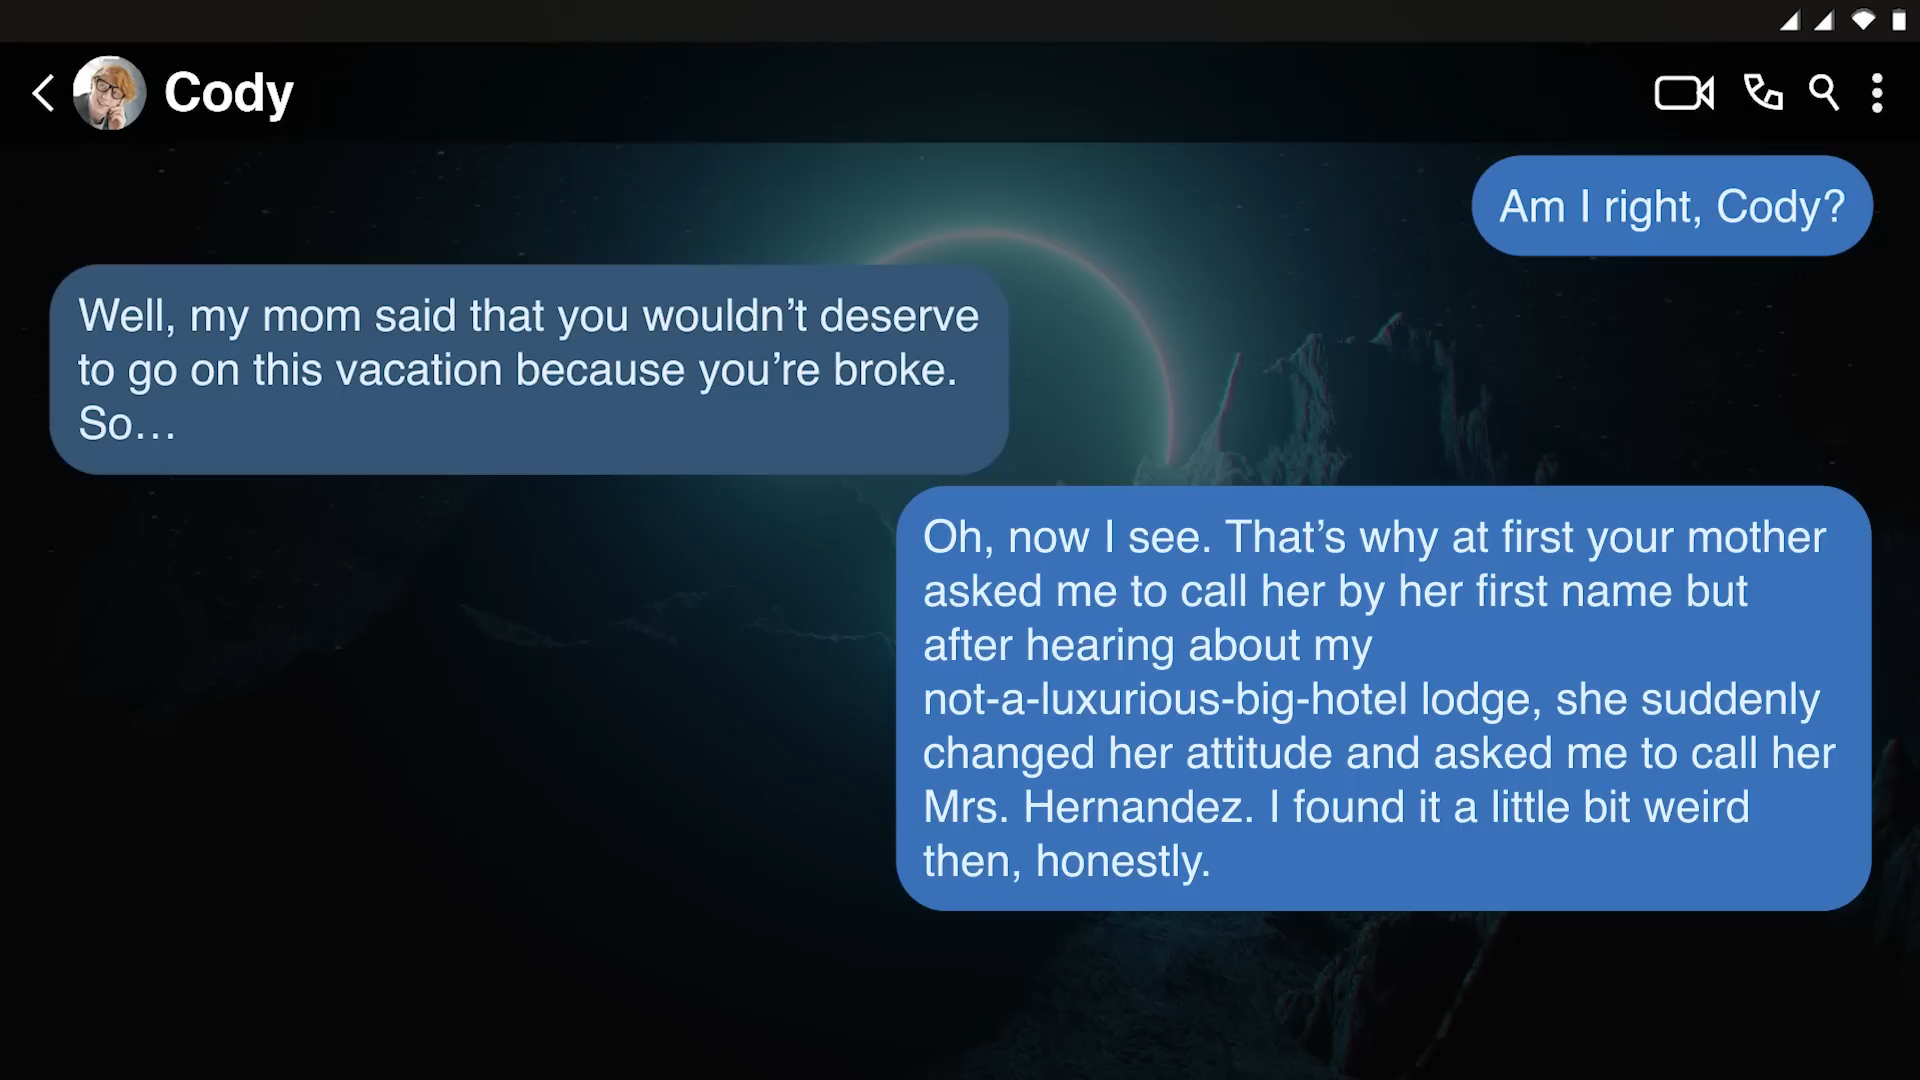 Cody
Am I right, Cody?
Well, my mom said that you wouldn’t deserve
to go on this vacation because you’re broke.
So…
Oh, now I see. That’s why at first your mother
asked me to call her by her first name but
after hearing about my
not-a-luxurious-big-hotel lodge, she suddenly
changed her attitude and asked me to call her
Mrs. Hernandez. I found it a little bit weird
then, honestly.